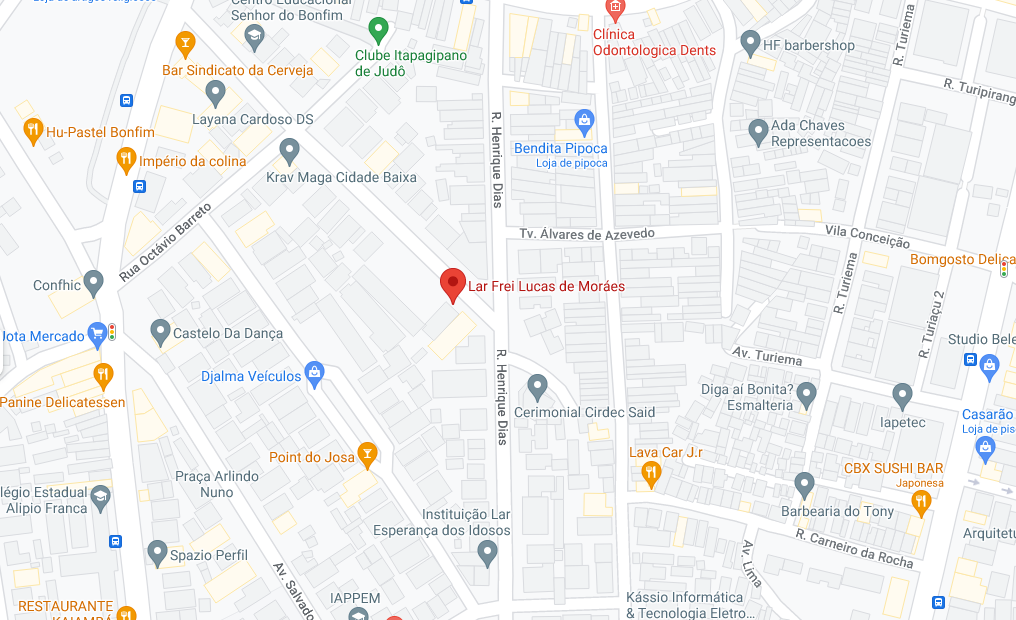 Loja de artigos religiosos
Centro Educacional
Senhor do Bonfim
Clube Itapagipano
de Judô
Clínica
Odontologica Dents
HF barbershop
R. Turiema
R. Turipirang
Bar Sindicato da Cerveja
Layana Cardoso DS
Hu-Pastel Bonfim
Império da colina
Krav Maga Cidade Baixa
R. Henrique Dias
Bendita Pipoca
Loja de pipoca
Ada Chaves
Representacoes
Rua Octávio Barreto
Tv. Álvares de Azevedo
Vila Conceição
Bomgosto Delica
Confhic
Lar Frei Lucas de Moráes
R. Turiema
R. Turiaçu 2
Jota Mercado
Castelo Da Dança
Studio Bele
Av. Turiema
Djalma Veículos
R. Henrique Dias
Panine Delicatessen
Cerimonial Cirdec Said
Diga aí Bonita?
Esmalteria
Iapetec
Casarão
Loja de pis
Point do Josa
Lava Car J.r
CBX SUSHI BAR
Japonesa
Praça Arlindo
Nuno
légio Estadual
Alipio Franca
Instituição Lar
Esperança dos Idosos
Barbearia do Tony
Arquitetu
R. Carneiro da Rocha
Spazio Perfil
Av. Lima
Av. Salvado
IAPPEM
Kássio Informática
& Tecnologia Eletro...
RESTAURANTE
KAIAMBÁ